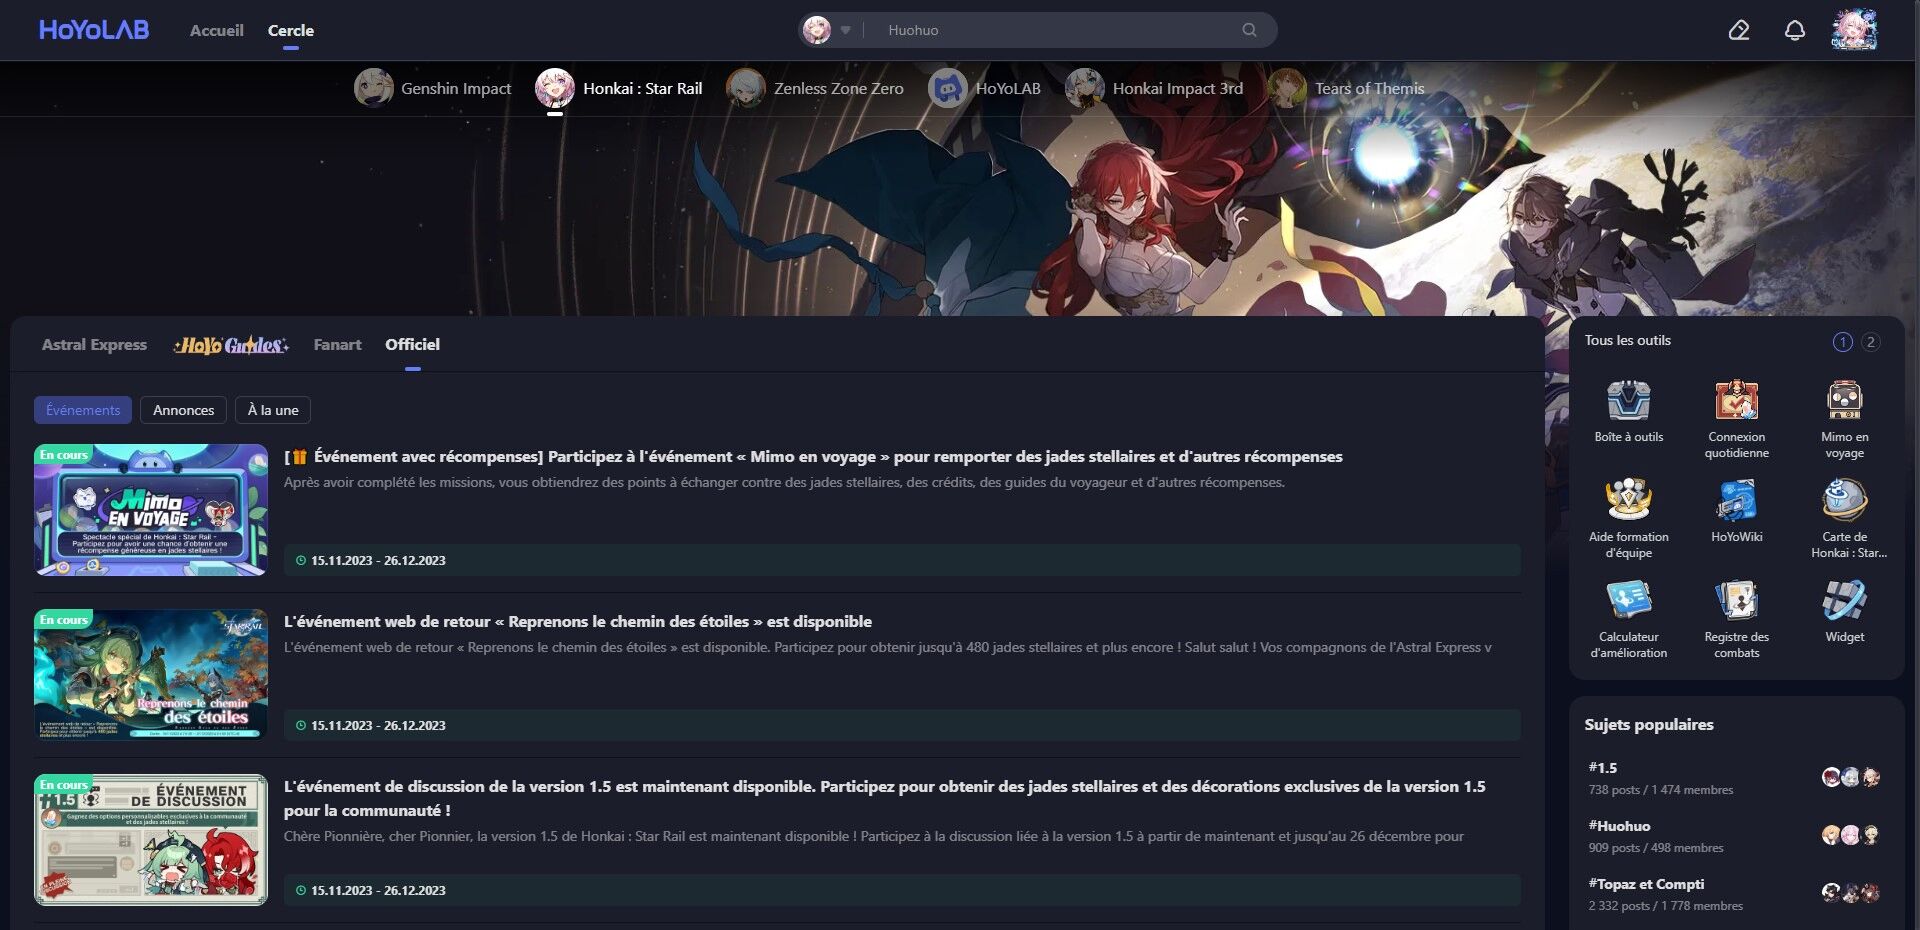 HoYoLAB
Accueil
Cercle
Huohuo
Genshin Impact
Honkai : Star Rail
Zenless Zone Zero
HoYoLAB
Honkai Impact 3rd
Tears of Themis
Astral Express
HoYo Guides
Fanart
Officiel
Événements
Annonces
À la une
En cours
Mimo
EN VOYAGE
Spectacle spécial de Honkai : Star Rail -
Participez pour avoir une chance d'obtenir une
récompense généreuse en jades stellaires !
[🎁 Événement avec récompenses] Participez à l'événement « Mimo en voyage » pour remporter des jades stellaires et d'autres récompenses
Après avoir complété les missions, vous obtiendrez des points à échanger contre des jades stellaires, des crédits, des guides du voyageur et d'autres récompenses.
15.11.2023 - 26.12.2023
En cours
STAR RAIL
Reprenons le chemin
des étoiles
L'événement web de retour « Reprenons le chemin des étoiles » est disponible
L'événement web de retour « Reprenons le chemin des étoiles » est disponible. Participez pour obtenir jusqu'à 480 jades stellaires et plus encore ! Salut salut ! Vos compagnons de l'Astral Express v
15.11.2023 - 26.12.2023
En cours
#1.5
ÉVÉNEMENT
DE DISCUSSION
Gagnez des options personnalisables exclusives à la communauté
et des jades stellaires !
L'événement de discussion de la version 1.5 est maintenant disponible. Participez pour obtenir des jades stellaires et des décorations exclusives de la version 1.5
pour la communauté !
Chère Pionnière, cher Pionnier, la version 1.5 de Honkai : Star Rail est maintenant disponible ! Participez à la discussion liée à la version 1.5 à partir de maintenant et jusqu'au 26 décembre pour
15.11.2023 - 26.12.2023
Tous les outils
1
2
Boîte à outils
Connexion
quotidienne
Mimo en
voyage
Aide formation
d'équipe
HoYoWiki
Carte de
Honkai : Star...
Calculateur
d'amélioration
Registre des
combats
Widget
Sujets populaires
#1.5
738 posts / 1 474 membres
#Huohuo
909 posts / 498 membres
#Topaz et Compti
2 332 posts / 1 778 membres